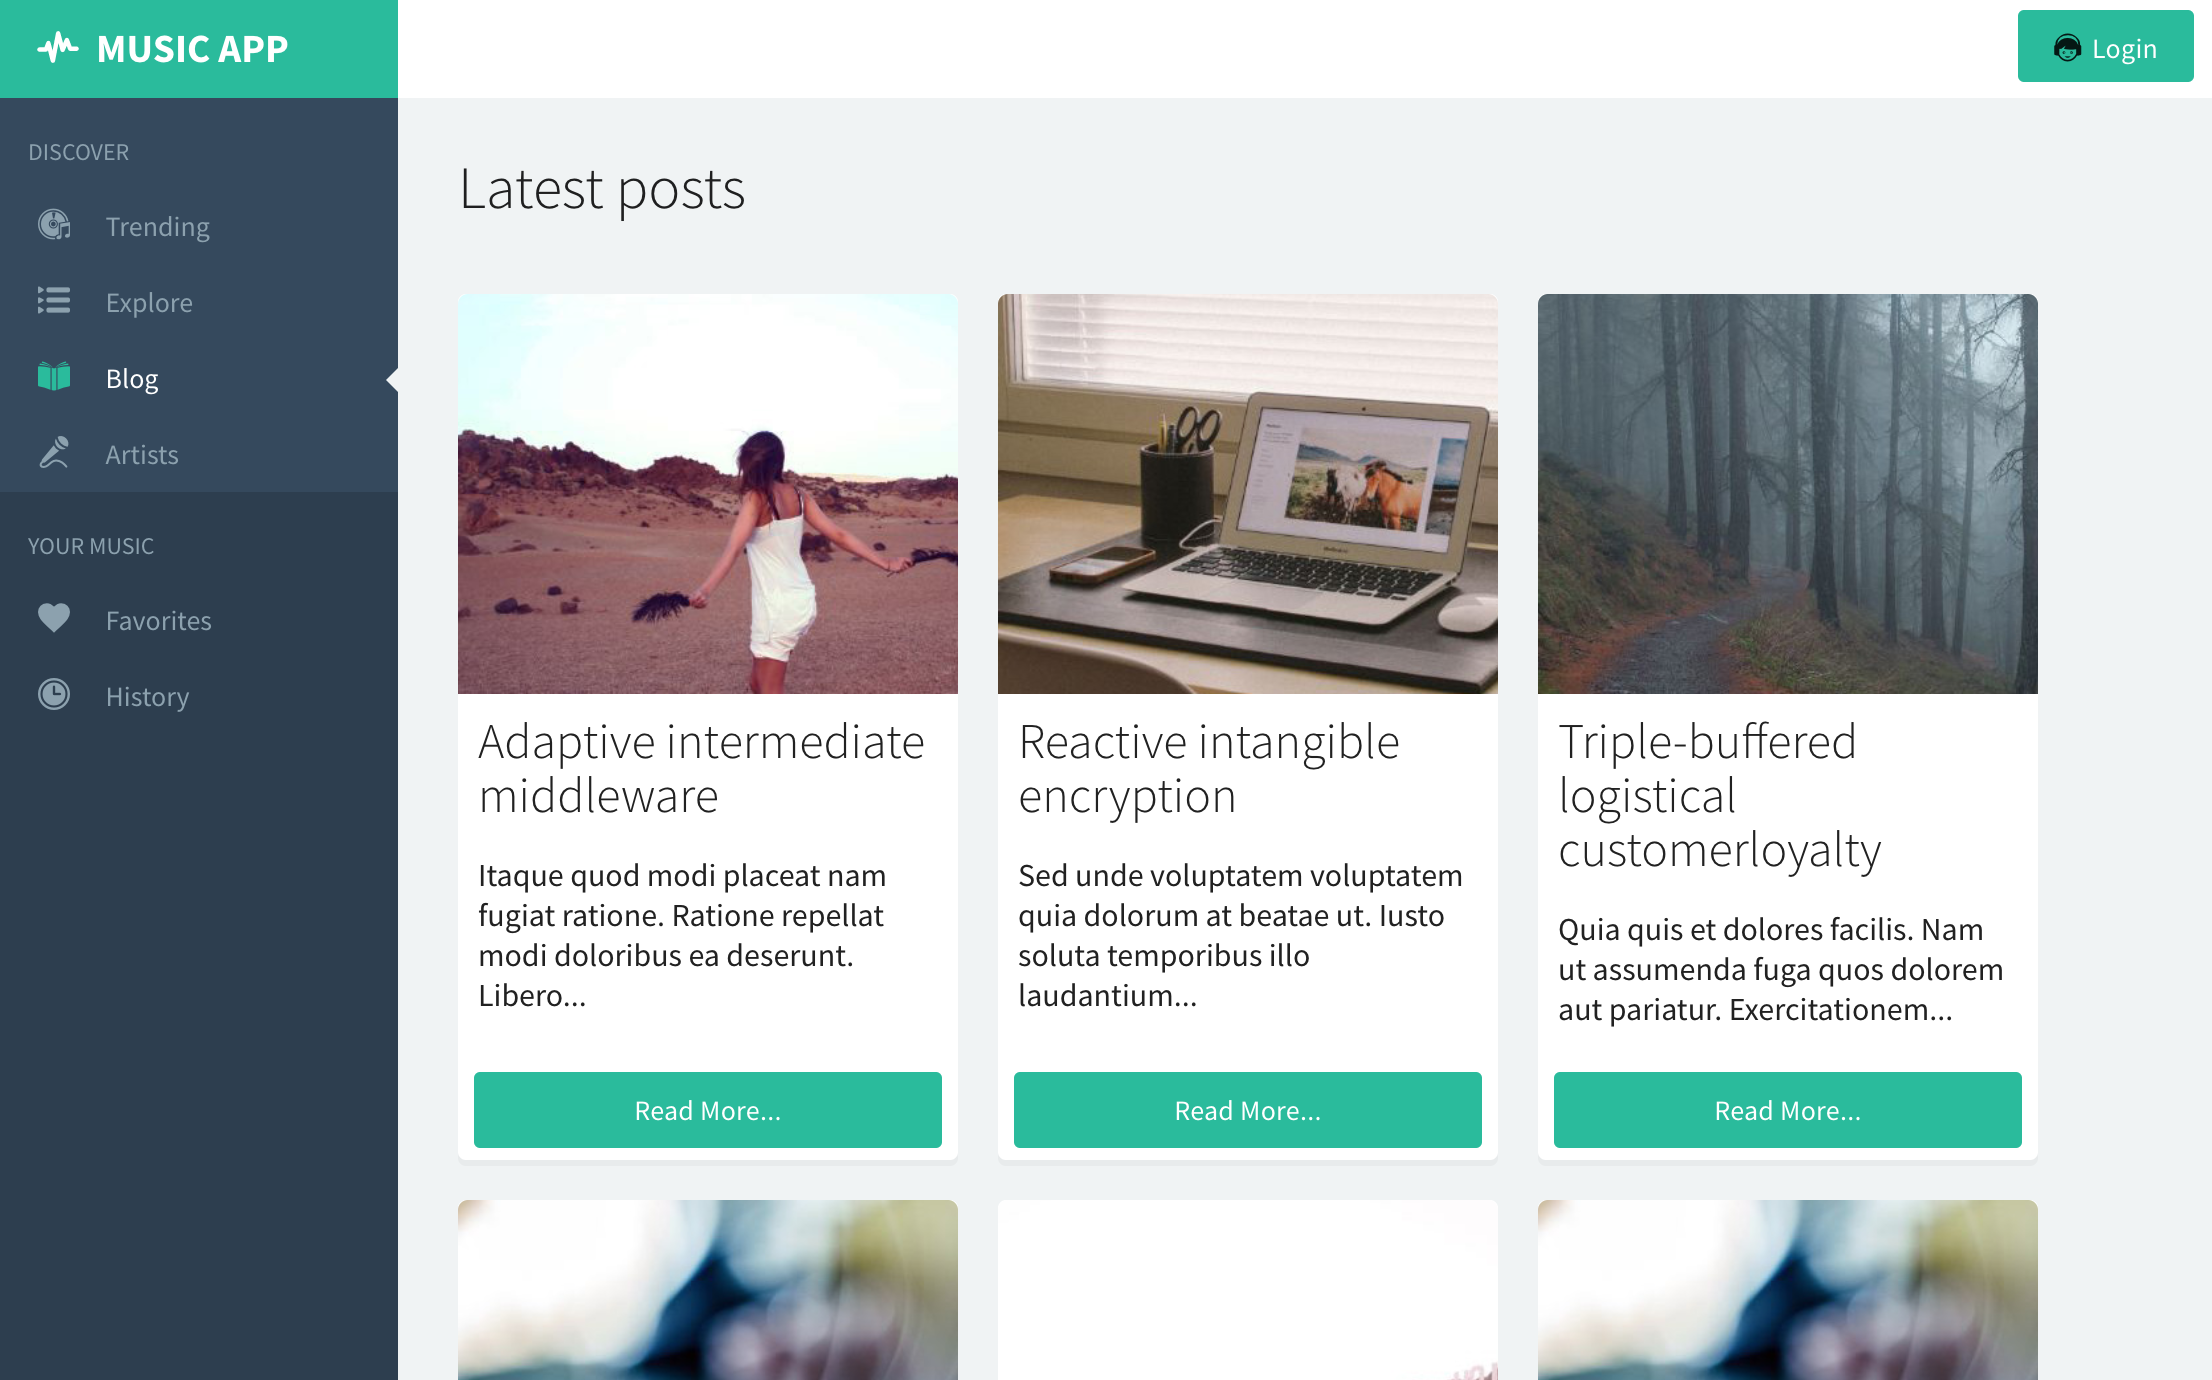 MUSIC APP
Login
DISCOVER
Trending
Explore
Blog
Artists
YOUR MUSIC
Favorites
History
Latest posts
Adaptive intermediate
middleware
Itaque quod modi placeat nam
fugiat ratione. Ratione repellat
modi doloribus ea deserunt.
Libero...
Read More...
Reactive intangible
encryption
Sed unde voluptatem voluptatem
quia dolorum at beatae ut. Iusto
soluta temporibus illo
laudantium...
Read More...
Triple-buffered
logistical
customerloyalty
Quia quis et dolores facilis. Nam
ut assumenda fuga quos dolorem
aut pariatur. Exercitationem...
Read More...